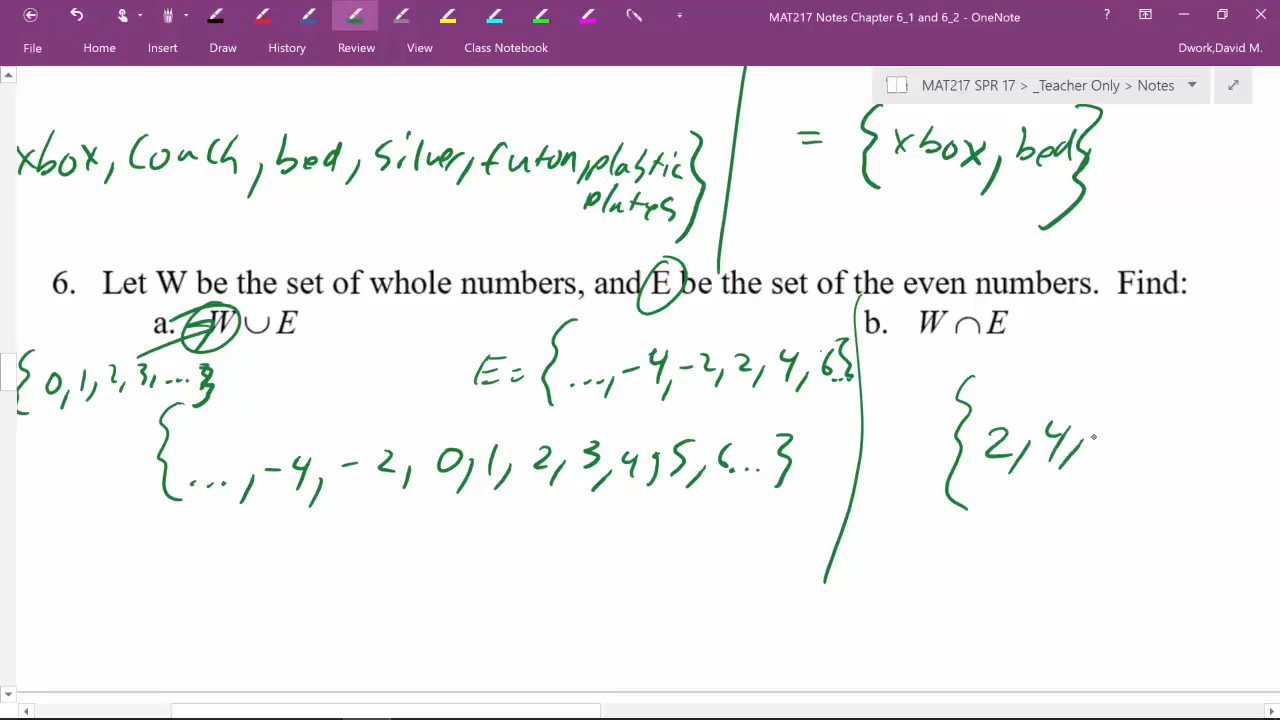 MAT217 Notes Chapter 6_1 and 6_2 - OneNote
?
File Home Insert Draw History Review View Class Notebook
Dwork,David M.
MAT217 SPR 17 > _Teacher Only > Notes
xbox, Couch, bed, silver, futon, plastic
plates }
= { xbox, bed }
6. Let W be the set of whole numbers, and E be the set of the even numbers. Find:
a. W ∪ E
b. W ∩ E
{ 0, 1, 2, 3, ... }
E = { ..., -4, -2, 2, 4, 6... }
{ ..., -4, -2, 0, 1, 2, 3, 4, 5, 6... }
{ 2, 4,